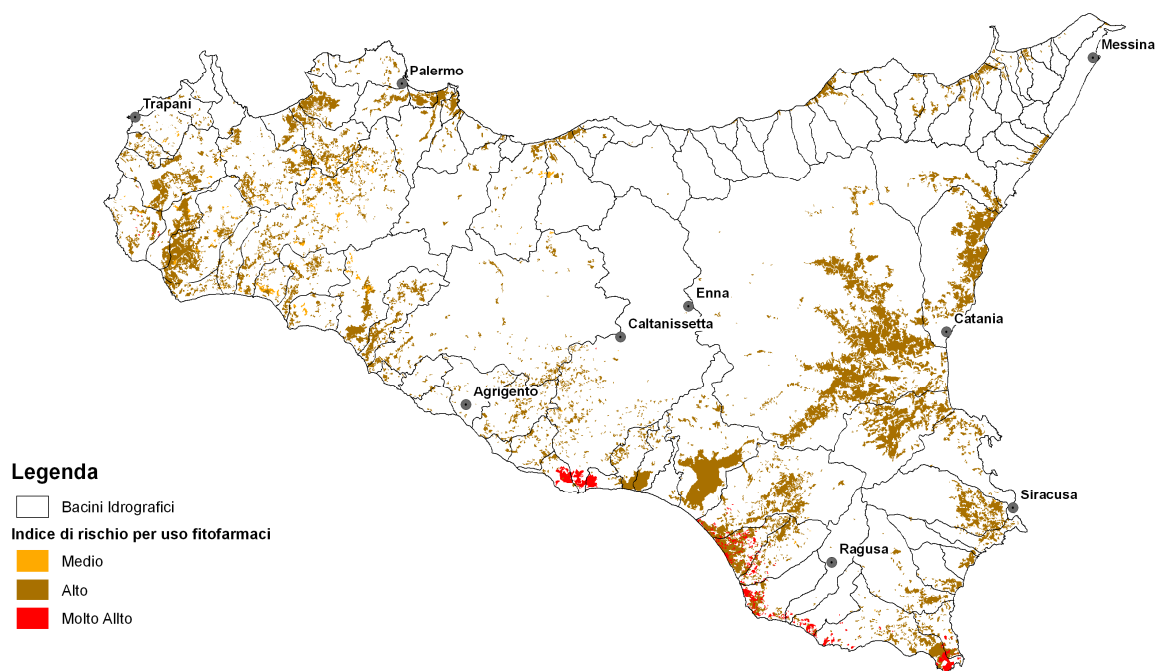 Messina
Palermo
Trapani
Enna
Caltanissetta
Catania
Agrigento
Siracusa
Ragusa
Legenda
Bacini Idrografici
Indice di rischio per uso fitofarmaci
Medio
Alto
Molto Allto